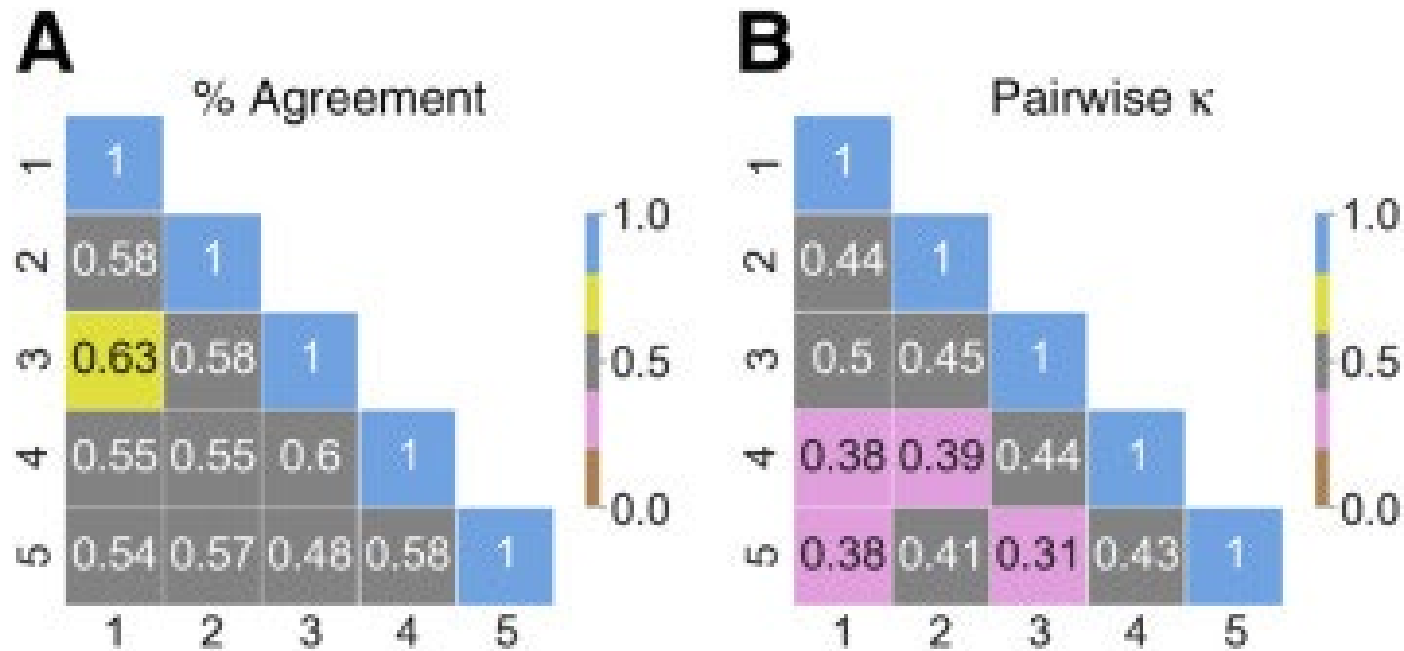 A
% Agreement
1 1
2 0.58 1
3 0.63 0.58 1
4 0.55 0.55 0.6 1
5 0.54 0.57 0.48 0.58 1
1 2 3 4 5
1.0
0.5
0.0
B
Pairwise κ
1 1
2 0.44 1
3 0.5 0.45 1
4 0.38 0.39 0.44 1
5 0.38 0.41 0.31 0.43 1
1 2 3 4 5
1.0
0.5
0.0